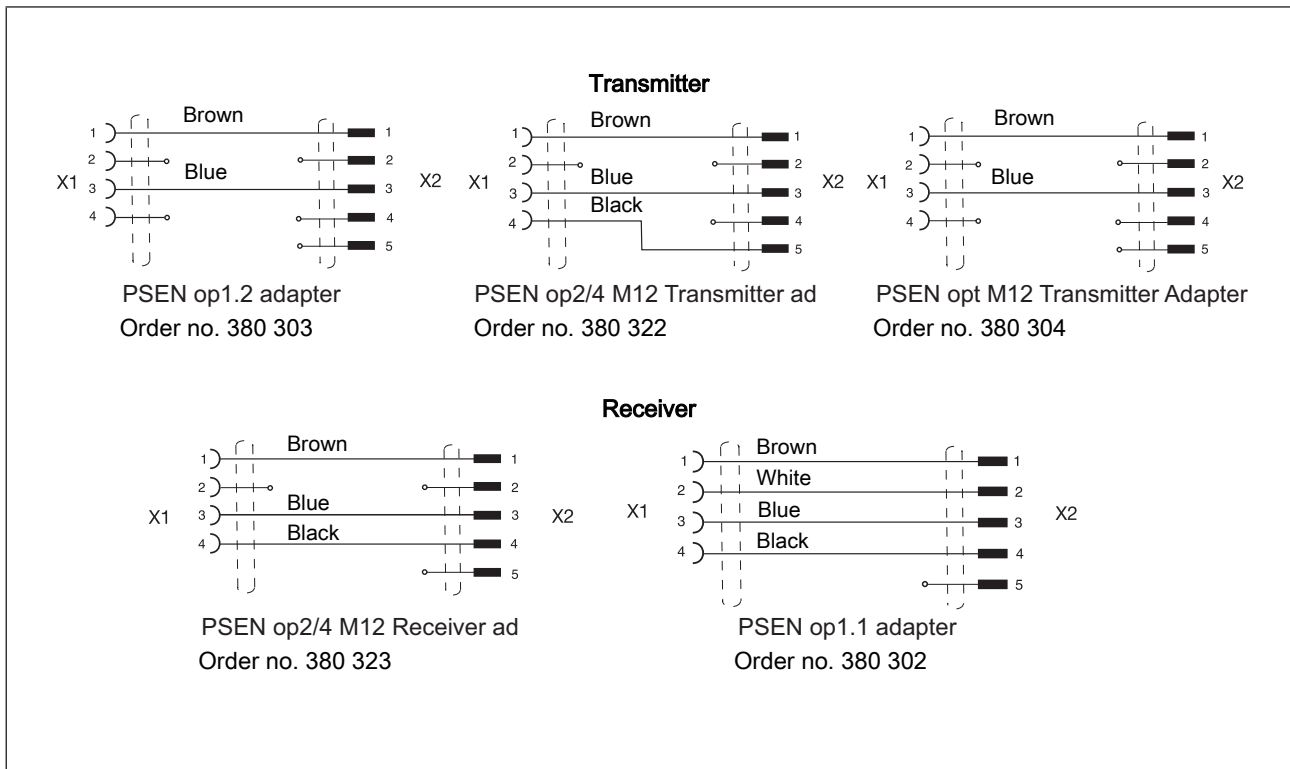 Transmitter
Brown
1 1
2 2
Blue
X1 3 3 X2
4 4
5
PSEN op1.2 adapter
Order no. 380 303
Brown
1 1
2 2
Blue
X1 3 3 X2
Black
4 4
5
PSEN op2/4 M12 Transmitter ad
Order no. 380 322
Brown
1 1
2 2
Blue
X1 3 3 X2
4 4
5
PSEN opt M12 Transmitter Adapter
Order no. 380 304
Receiver
Brown
1 1
2 2
Blue
X1 3 3 X2
Black
4 4
5
PSEN op2/4 M12 Receiver ad
Order no. 380 323
Brown
1 1
White
2 2
Blue
X1 3 3 X2
Black
4 4
5
PSEN op1.1 adapter
Order no. 380 302